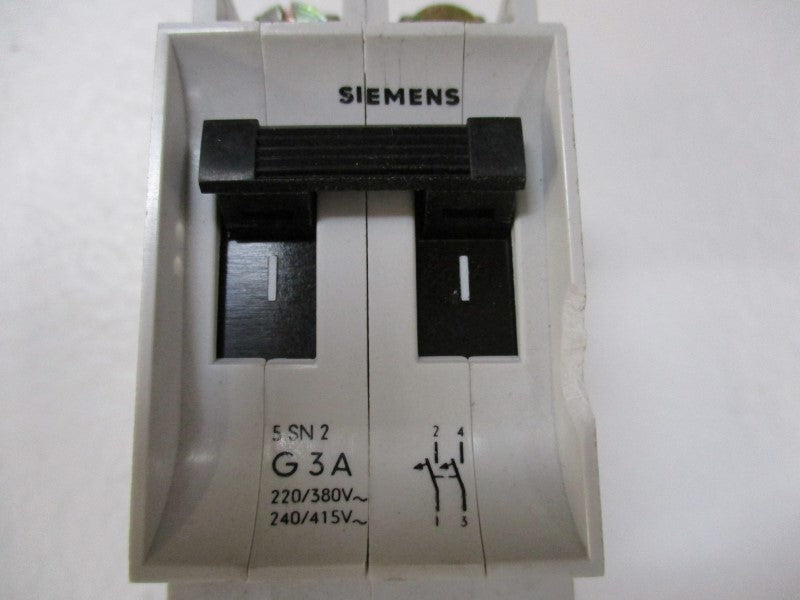 SIEMENS
I I
5 SN 2
G 3A
220/380V~
240/415V~
2 4
1 3